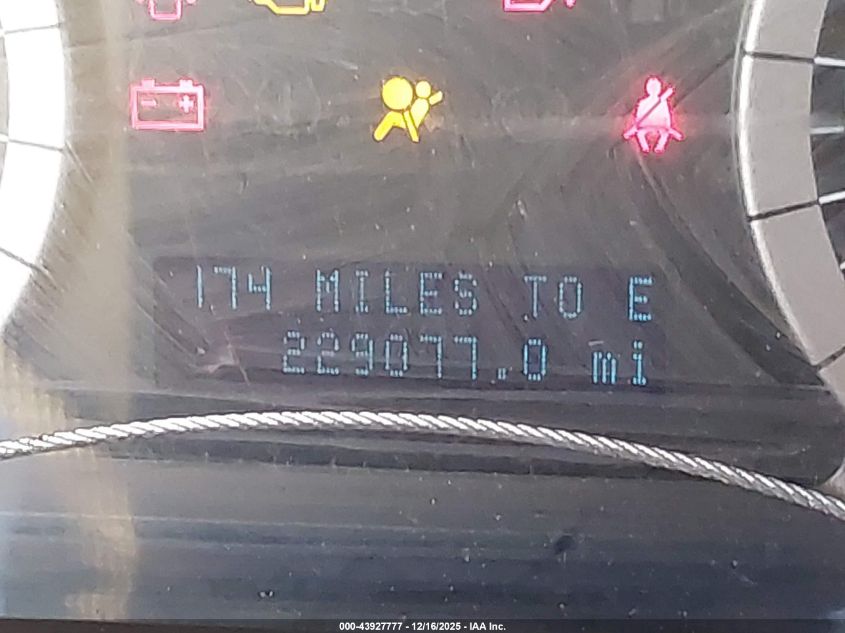 174 MILES TO E
229077.0 mi
000-43927777 - 12/16/2025 - IAA Inc.